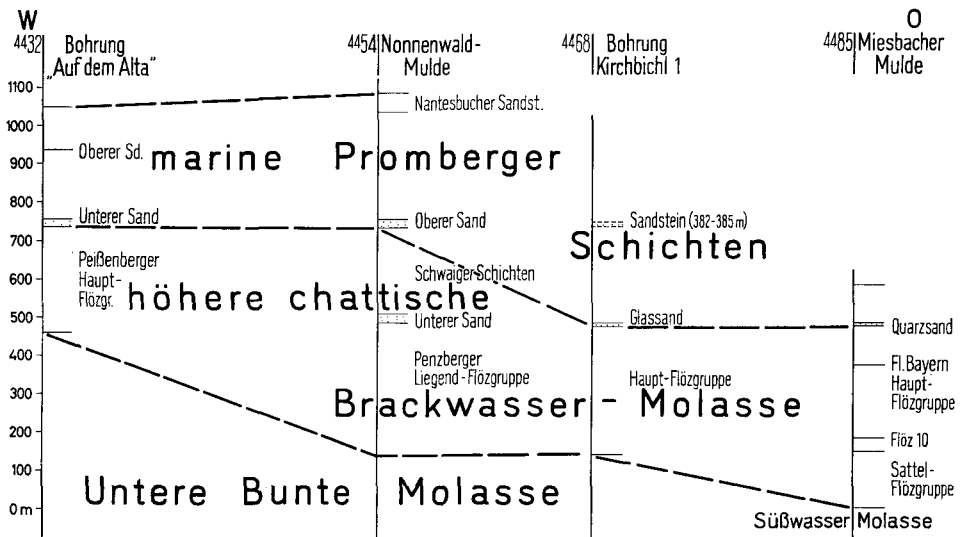 W
O
4432 Bohrung
„Auf dem Alta"
4454 Nonnenwald-
Mulde
4468 Bohrung
Kirchbichl 1
4485 Miesbacher
Mulde
1100
1000
900
800
700
600
500
400
300
200
100
0 m
Nantesbucher Sandst.
Oberer Sd.
marine Promberger
Unterer Sand
Oberer Sand
Sandstein (382-385 m)
Schichten
Peißenberger
Haupt-
Flözgr.
Schwaiger Schichten
höhere chattische
Unterer Sand
Glassand
Quarzsand
Penzberger
Liegend-Flözgruppe
Haupt-Flözgruppe
Fl. Bayern
Haupt-
Flözgruppe
Brackwasser - Molasse
Flöz 10
Sattel-
Flözgruppe
Untere Bunte Molasse
Süßwasser Molasse